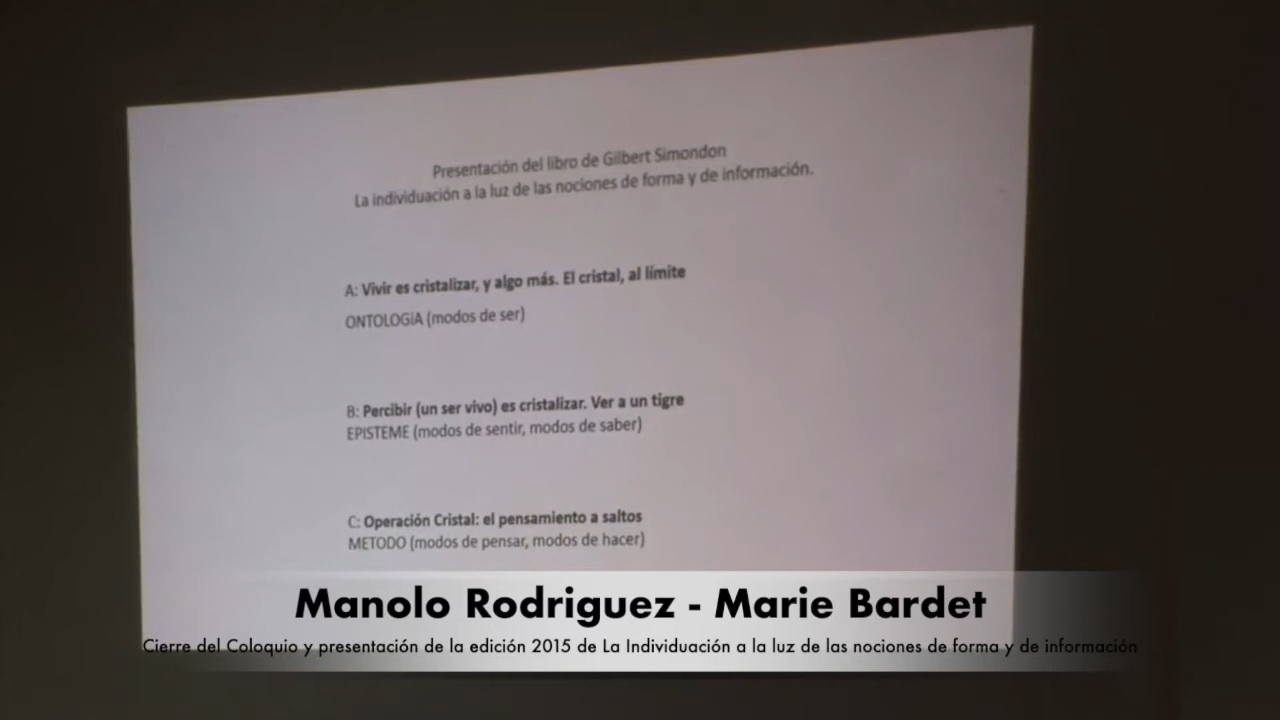 Presentación del libro de Gilbert Simondon
La individuación a la luz de las nociones de forma y de información.
A: Vivir es cristalizar, y algo más. El cristal, al límite
ONTOLOGíA (modos de ser)
B: Percibir (un ser vivo) es cristalizar. Ver a un tigre
EPISTEME (modos de sentir, modos de saber)
C: Operación Cristal: el pensamiento a saltos
METODO (modos de pensar, modos de hacer)
Manolo Rodriguez - Marie Bardet
Cierre del Coloquio y presentación de la edición 2015 de La Individuación a la luz de las nociones de forma y de información